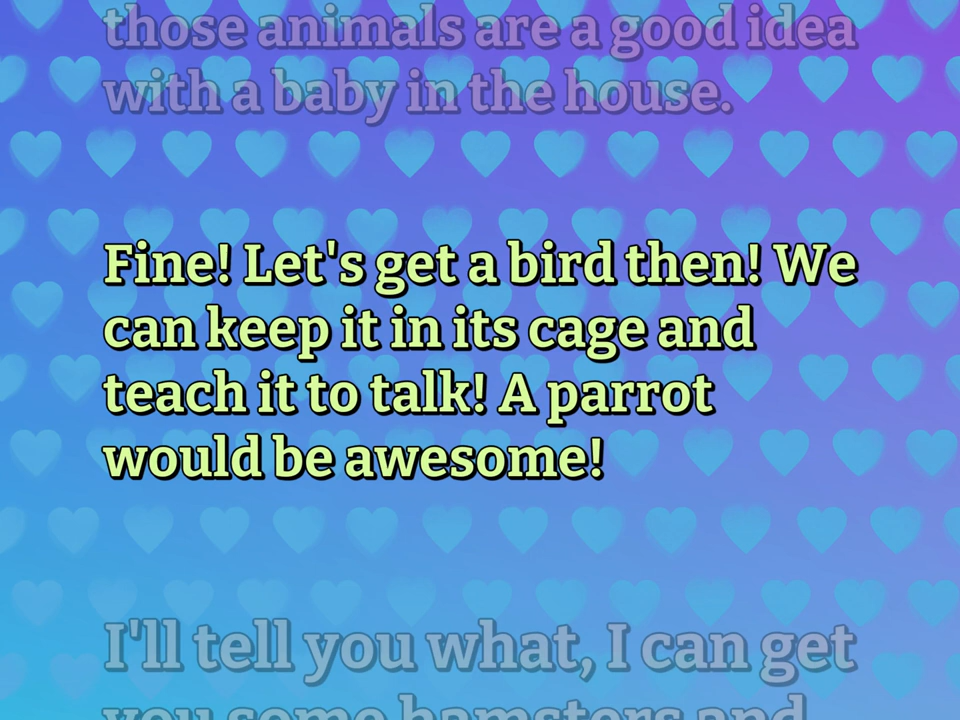 those animals are a good idea
with a baby in the house.
Fine! Let's get a bird then! We
can keep it in its cage and
teach it to talk! A parrot
would be awesome!
I'll tell you what, I can get
you some hamsters and